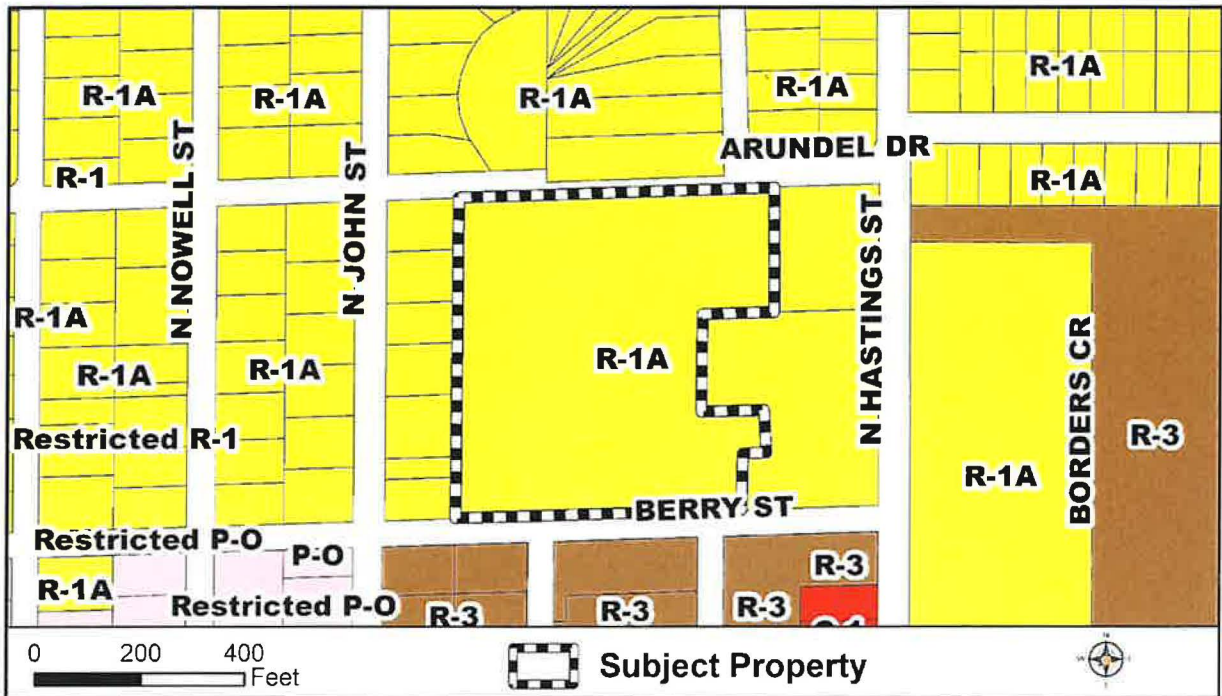 R-1A
R-1A
R-1A
R-1A
R-1A
ARUNDEL DR
R-1
R-1A
N NOWELL ST
N JOHN ST
N HASTINGS ST
R-1A
R-1A
R-1A
R-1A
BORDERS CR
Restricted R-1
R-3
R-1A
BERRY ST
Restricted P-O
P-O
R-3
R-1A
Restricted P-O
R-3
R-3
R-3
0 200 400
Feet
Subject Property
N
W
E
S